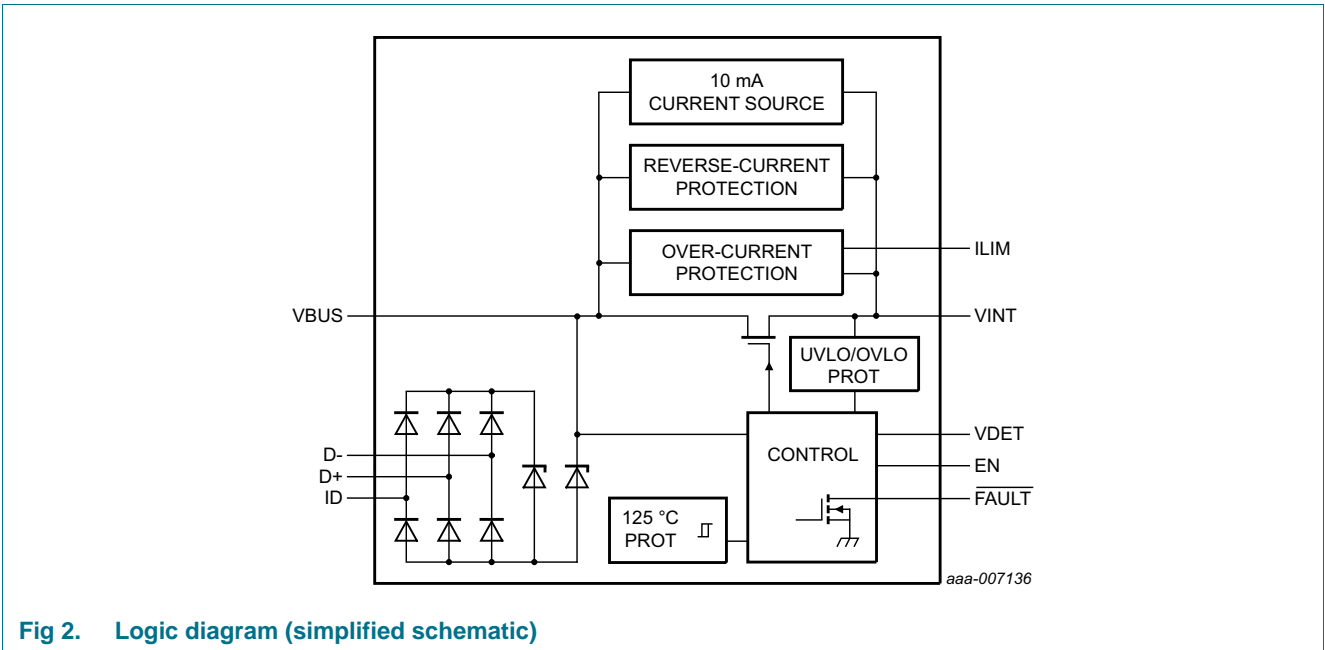 10 mA
CURRENT SOURCE
REVERSE-CURRENT
PROTECTION
OVER-CURRENT
PROTECTION
ILIM
VBUS
VINT
UVLO/OVLO
PROT
VDET
CONTROL
D-
EN
D+
ID
FAULT
125 °C
PROT
aaa-007136
Fig 2. Logic diagram (simplified schematic)